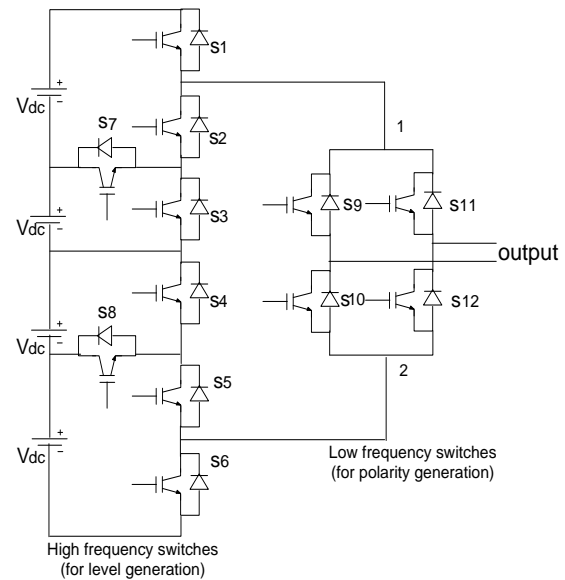 S1
+
−
Vdc
S7
S2
1
S9
S11
+
−
Vdc
S3
output
S4
S10
S12
+
−
Vdc
S8
2
S5
+
−
Vdc
S6
Low frequency switches
(for polarity generation)
High frequency switches
(for level generation)